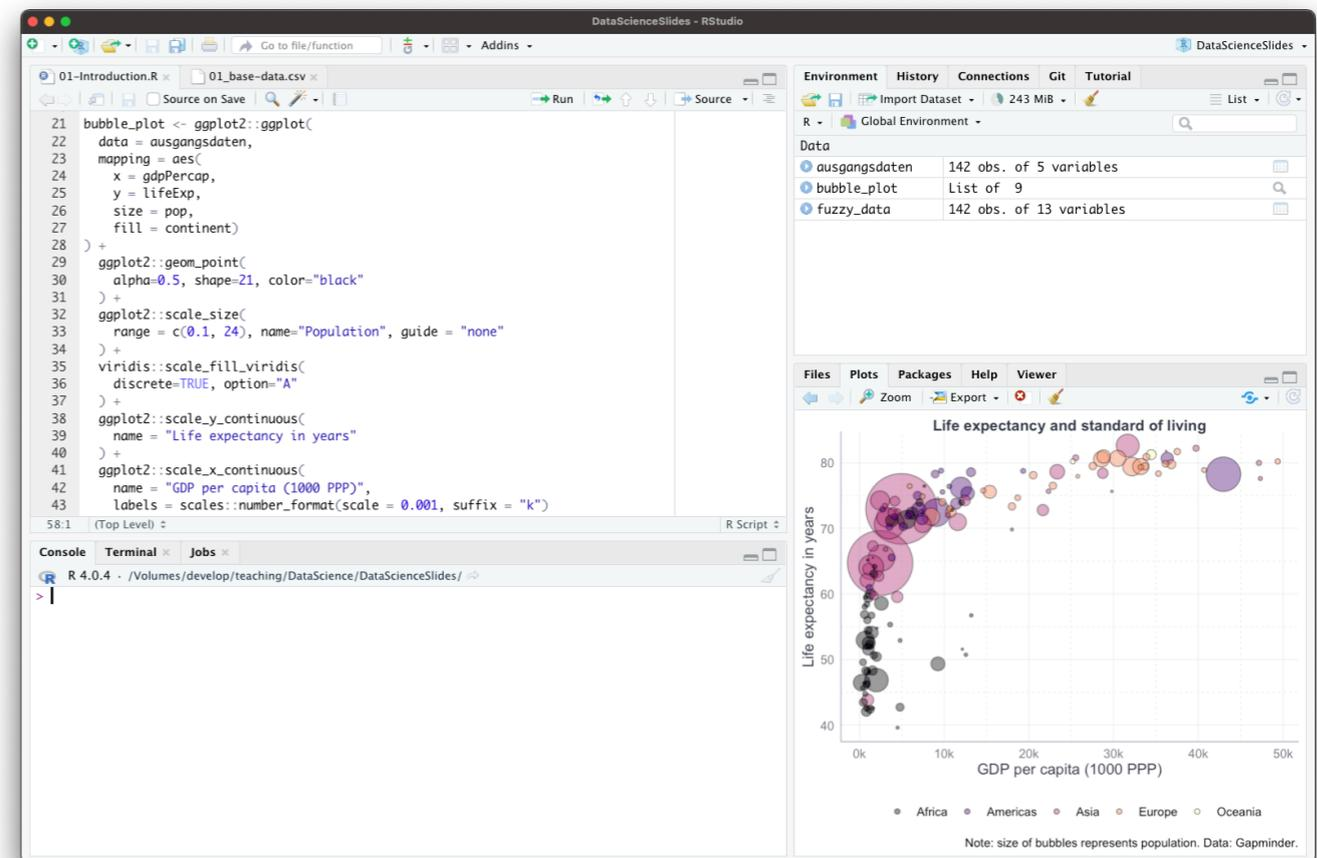 DataScienceSlides - RStudio
Go to file/function
Addins
DataScienceSlides
01-Introduction.R
01_base-data.csv
Source on Save
Run
Source
21 bubble_plot <- ggplot2::ggplot(
22   data = ausgangsdaten,
23   mapping = aes(
24     x = gdpPercap,
25     y = lifeExp,
26     size = pop,
27     fill = continent)
28 ) +
29   ggplot2::geom_point(
30     alpha=0.5, shape=21, color="black"
31   ) +
32   ggplot2::scale_size(
33     range = c(0.1, 24), name="Population", guide = "none"
34   ) +
35   viridis::scale_fill_viridis(
36     discrete=TRUE, option="A"
37   ) +
38   ggplot2::scale_y_continuous(
39     name = "Life expectancy in years"
40   ) +
41   ggplot2::scale_x_continuous(
42     name = "GDP per capita (1000 PPP)",
43     labels = scales::number_format(scale = 0.001, suffix = "k")
58:1 (Top Level) R Script
Console Terminal Jobs
R 4.0.4 · /Volumes/develop/teaching/DataScience/DataScienceSlides/
>
Environment History Connections Git Tutorial
Import Dataset 243 MiB List
R Global Environment
Data
ausgangsdaten 142 obs. of 5 variables
bubble_plot List of 9
fuzzy_data 142 obs. of 13 variables
Files Plots Packages Help Viewer
Zoom Export
Life expectancy and standard of living
Life expectancy in years
80
70
60
50
40
0k 10k 20k 30k 40k 50k
GDP per capita (1000 PPP)
Africa Americas Asia Europe Oceania
Note: size of bubbles represents population. Data: Gapminder.